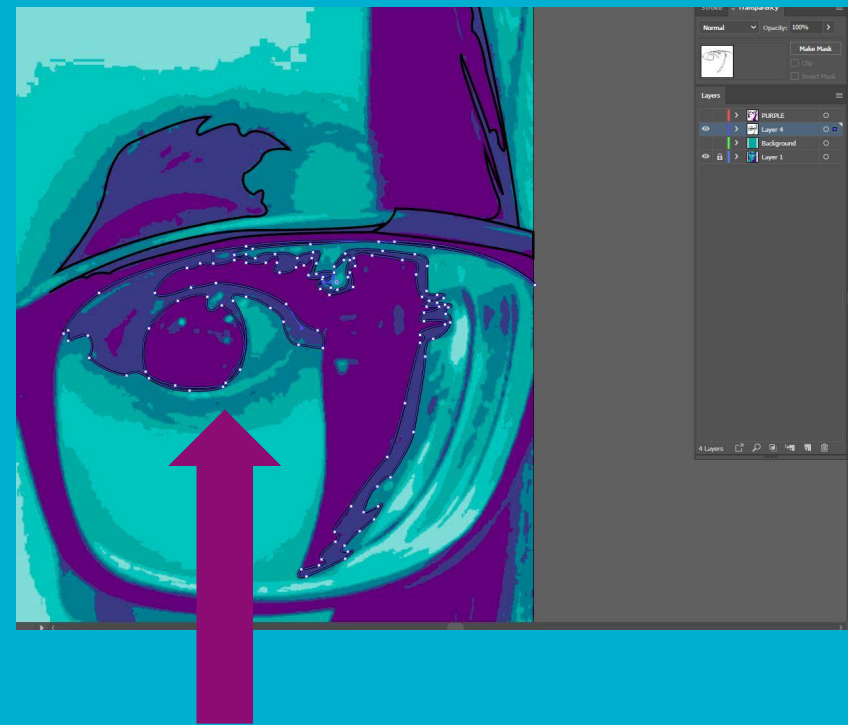 Stroke Transparency
Normal Opacity: 100%
Make Mask
Clip
Invert Mask
Layers
PURPLE
Layer 4
Background
Layer 1
4 Layers